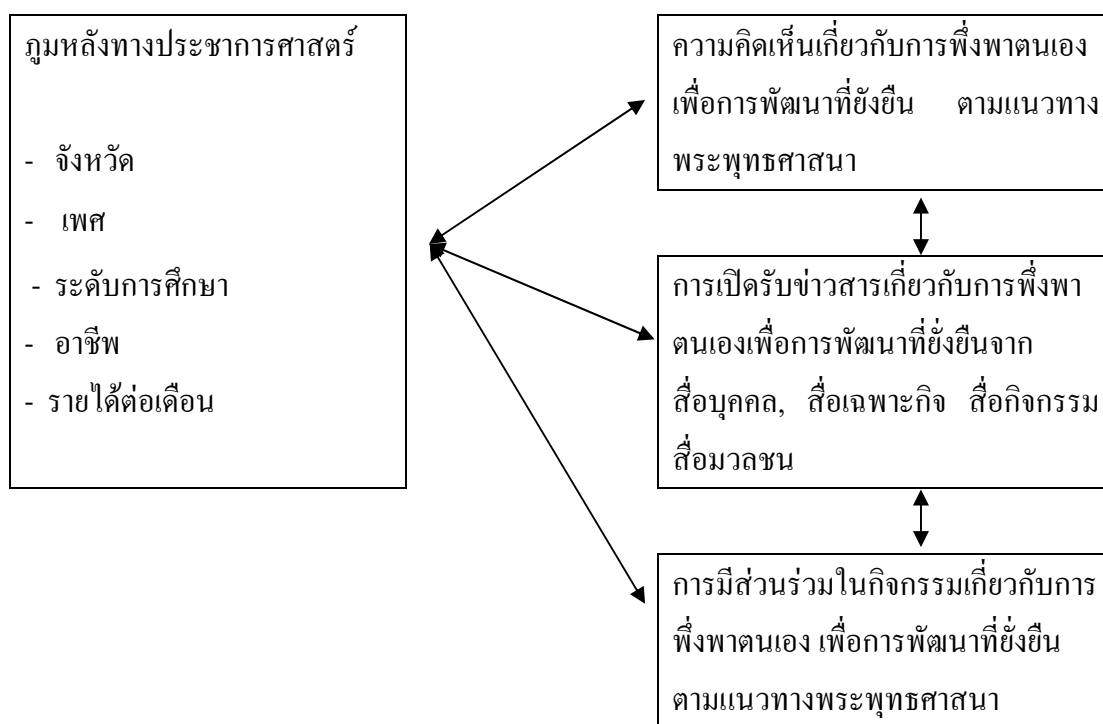 ภูมหลังทางประชาการศาสตร์
- จังหวัด
- เพศ
- ระดับการศึกษา
- อาชีพ
- รายได้ต่อเดือน
ความคิดเห็นเกี่ยวกับการพึ่งพาตนเอง
เพื่อการพัฒนาที่ยังยืน ตามแนวทาง
พระพุทธศาสนา
การเปิดรับข่าวสารเกี่ยวกับการพึ่งพา
ตนเองเพื่อการพัฒนาที่ยั่งยืนจาก
สื่อบุคคล, สื่อเฉพาะกิจ สื่อกิจกรรม
สื่อมวลชน
การมีส่วนร่วมในกิจกรรมเกี่ยวกับการ
พึ่งพาตนเอง เพื่อการพัฒนาที่ยั่งยืน
ตามแนวทางพระพุทธศาสนา